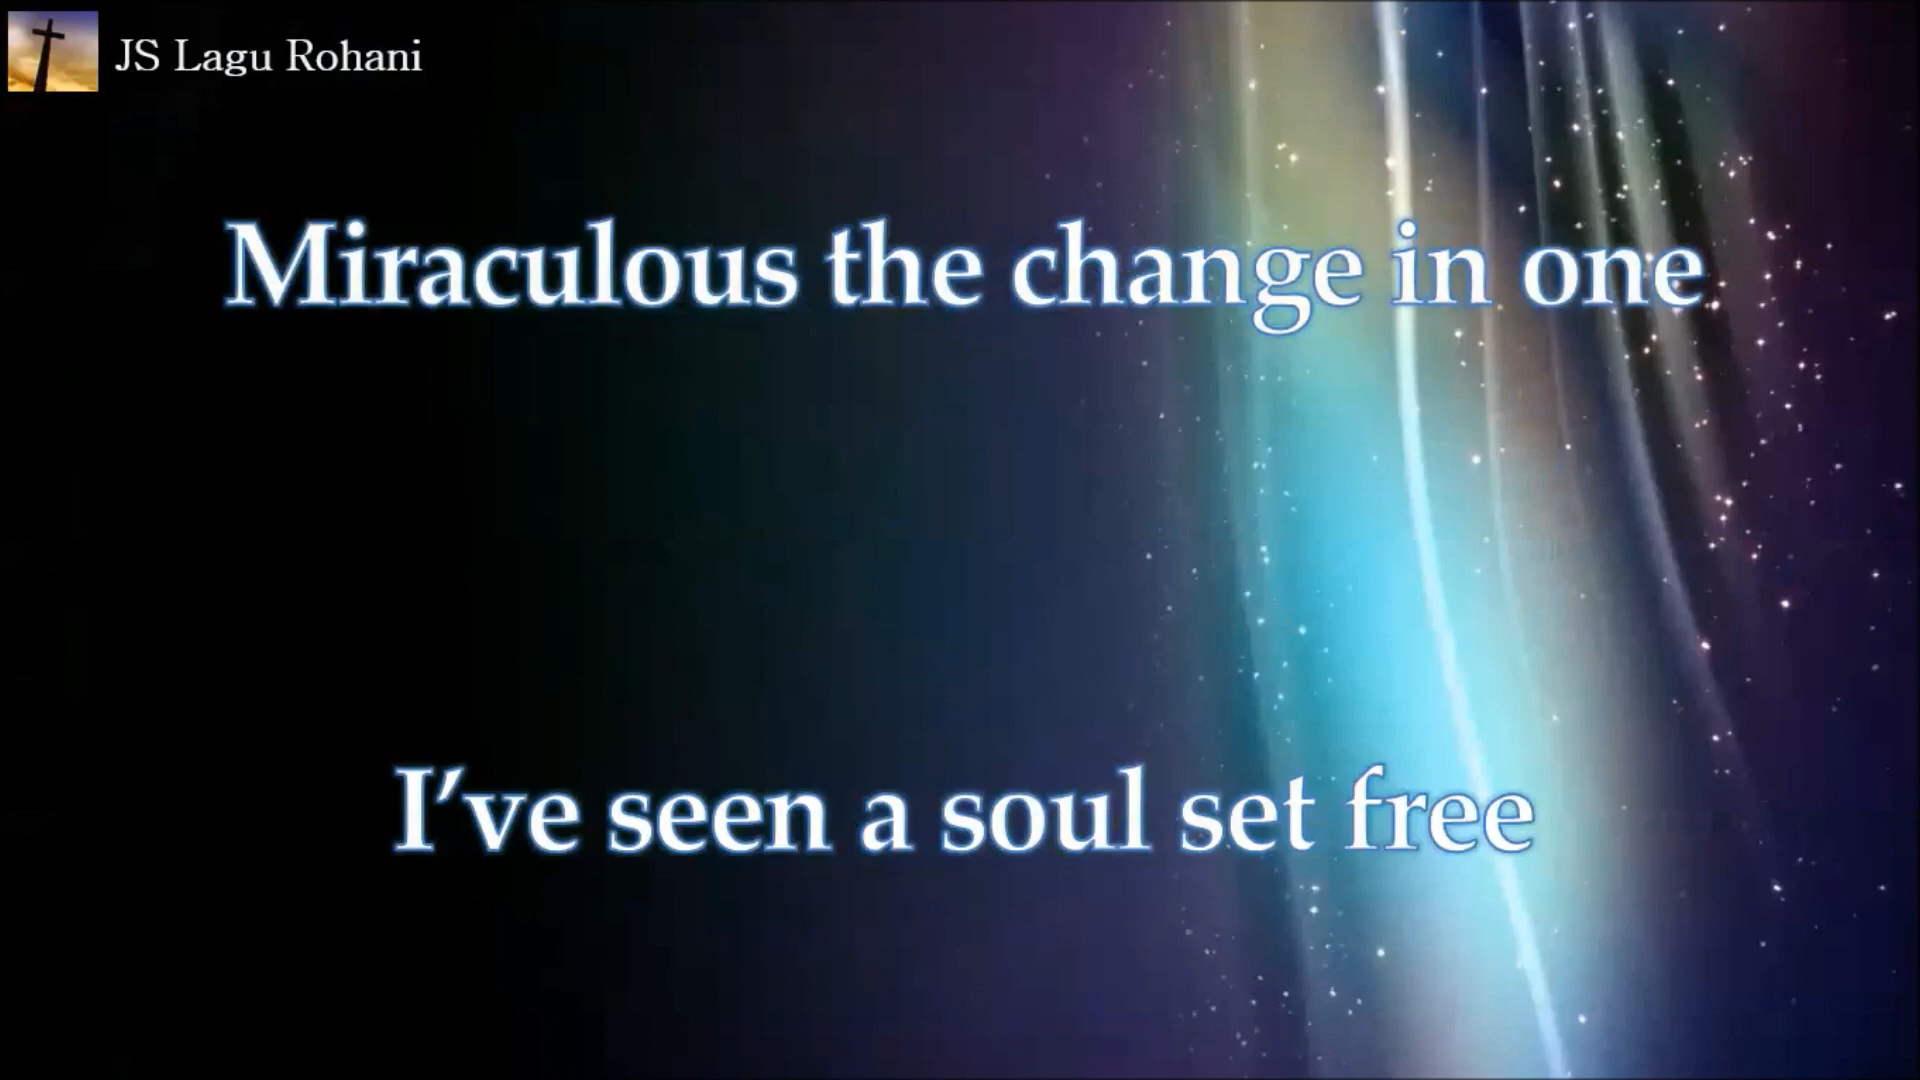 JS Lagu Rohani
Miraculous the change in one
I've seen a soul set free